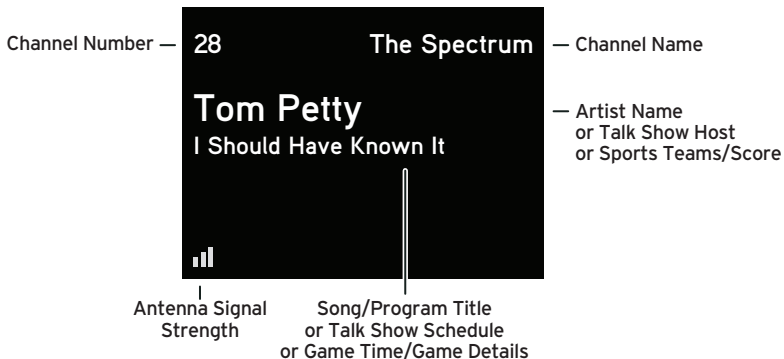 Channel Number
28
The Spectrum
Channel Name
Tom Petty
I Should Have Known It
Artist Name
or Talk Show Host
or Sports Teams/Score
Antenna Signal
Strength
Song/Program Title
or Talk Show Schedule
or Game Time/Game Details